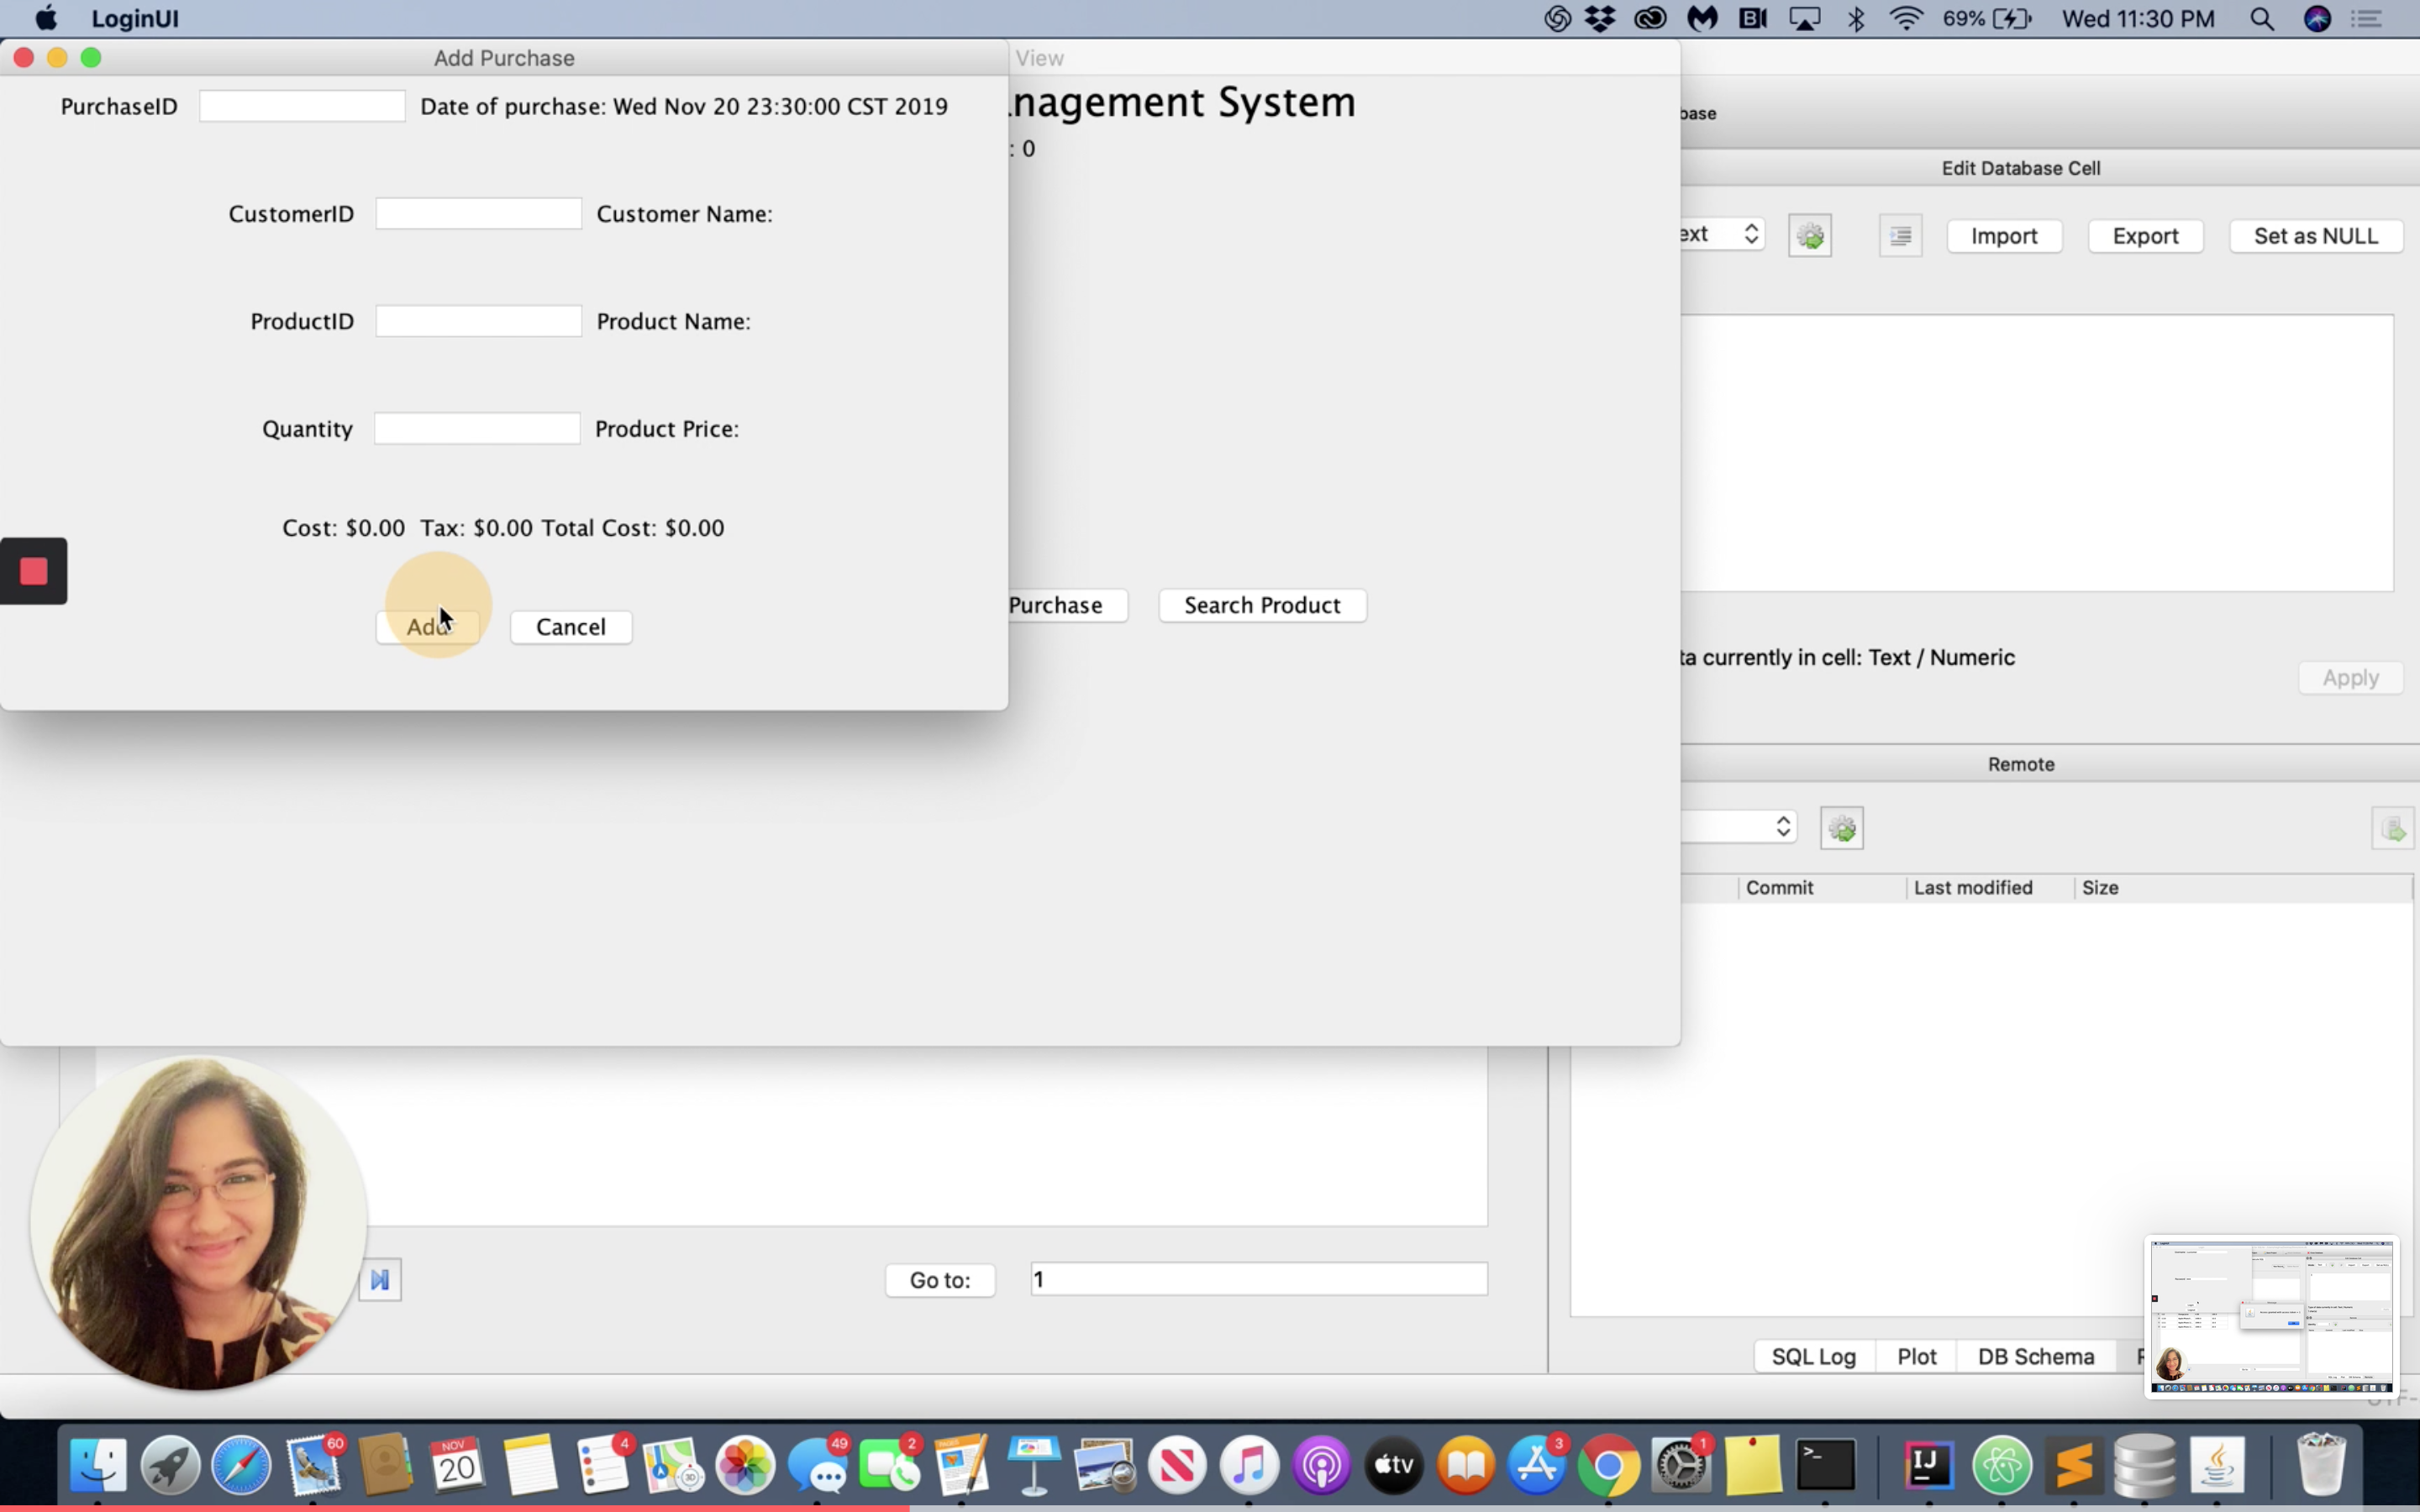 LoginUI
69%
Wed 11:30 PM
Add Purchase
View
PurchaseID
Date of purchase: Wed Nov 20 23:30:00 CST 2019
nagement System
: 0
CustomerID
Customer Name:
ProductID
Product Name:
Quantity
Product Price:
Cost: $0.00 Tax: $0.00 Total Cost: $0.00
Add
Cancel
Purchase
Search Product
base
Edit Database Cell
ext
Import
Export
Set as NULL
ta currently in cell: Text / Numeric
Apply
Remote
Commit
Last modified
Size
Go to:
1
SQL Log
Plot
DB Schema
60
NOV
20
4
3D
49
2
PAGES
tv
3
1
>_
IJ